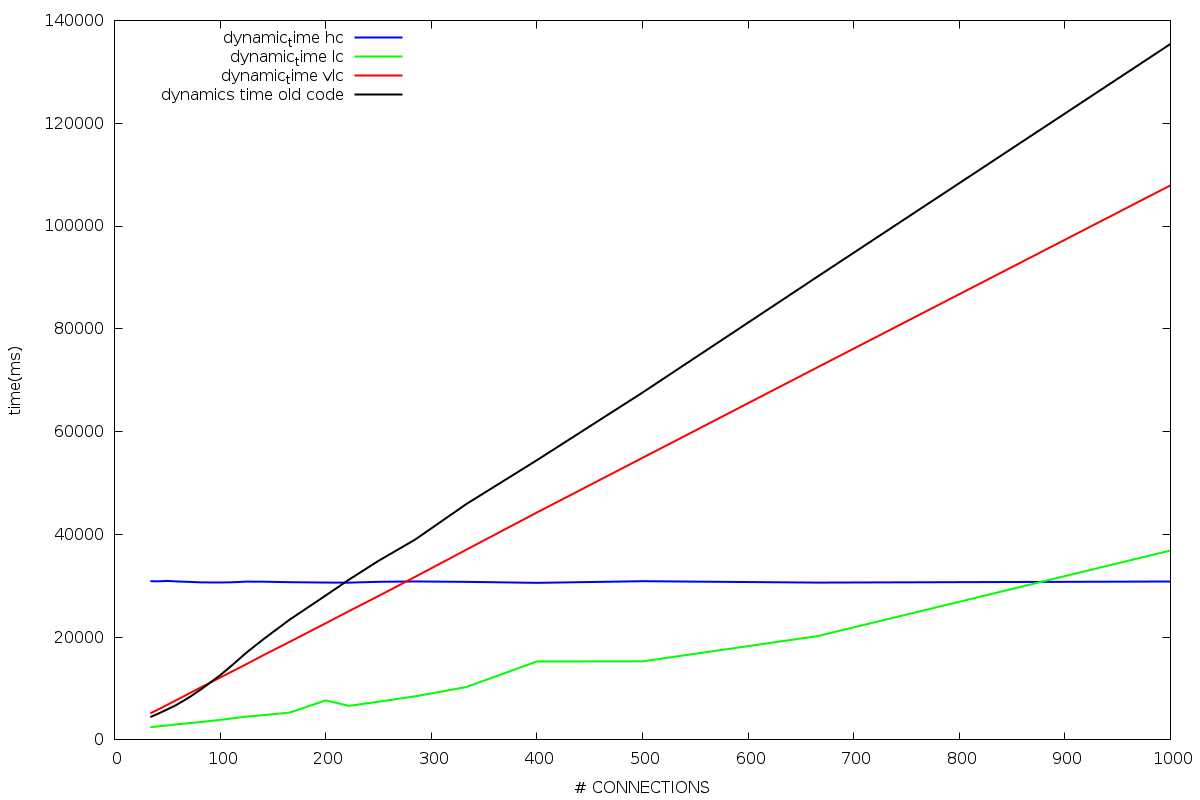 140000
120000
100000
80000
60000
40000
20000
0
time(ms)
dynamic_time hc
dynamic_time lc
dynamic_time vlc
dynamics time old code
0 100 200 300 400 500 600 700 800 900 1000
# CONNECTIONS